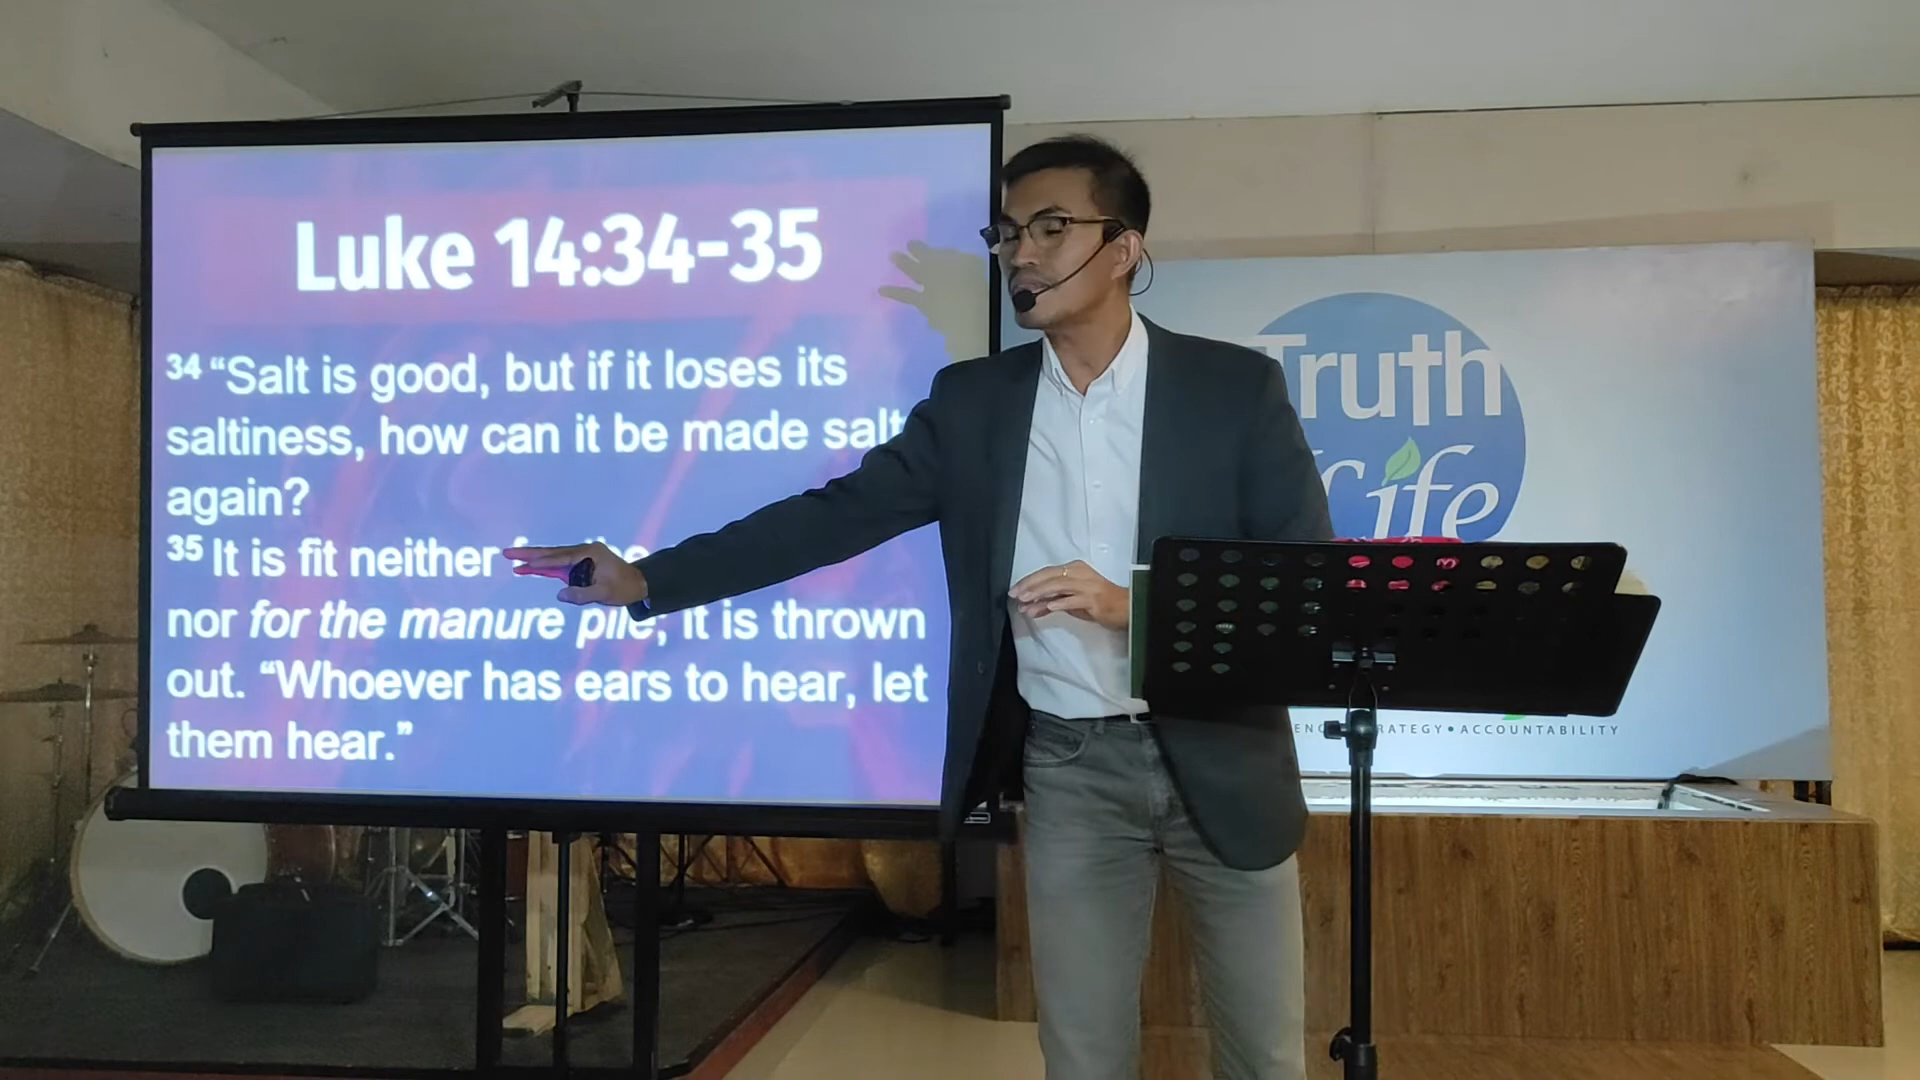 Luke 14:34-35
34 “Salt is good, but if it loses its
saltiness, how can it be made
again?
35 It is fit neither
nor for the manure pile; it is thrown
out. “Whoever has ears to hear, let
them hear.”
Truth
Life
ACCOUNTABILITY